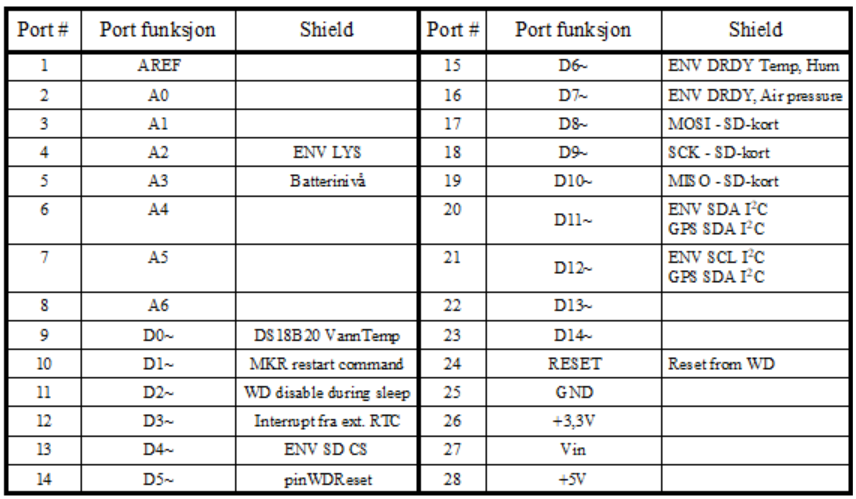 Port # Port funksjon Shield Port # Port funksjon Shield
1 AREF 15 D6~ ENV DRDY Temp, Hum
2 A0 16 D7~ ENV DRDY, Air pressure
3 A1 17 D8~ MOSI - SD-kort
4 A2 ENV LYS 18 D9~ SCK - SD-kort
5 A3 Batterinivå 19 D10~ MISO - SD-kort
6 A4 20 D11~ ENV SDA I²C
GPS SDA I²C
7 A5 21 D12~ ENV SCL I²C
GPS SDA I²C
8 A6 22 D13~
9 D0~ DS18B20 VannTemp 23 D14~
10 D1~ MKR restart command 24 RESET Reset from WD
11 D2~ WD disable during sleep 25 GND
12 D3~ Interrupt fra ext. RTC 26 +3,3V
13 D4~ ENV SD CS 27 Vin
14 D5~ pinWDReset 28 +5V